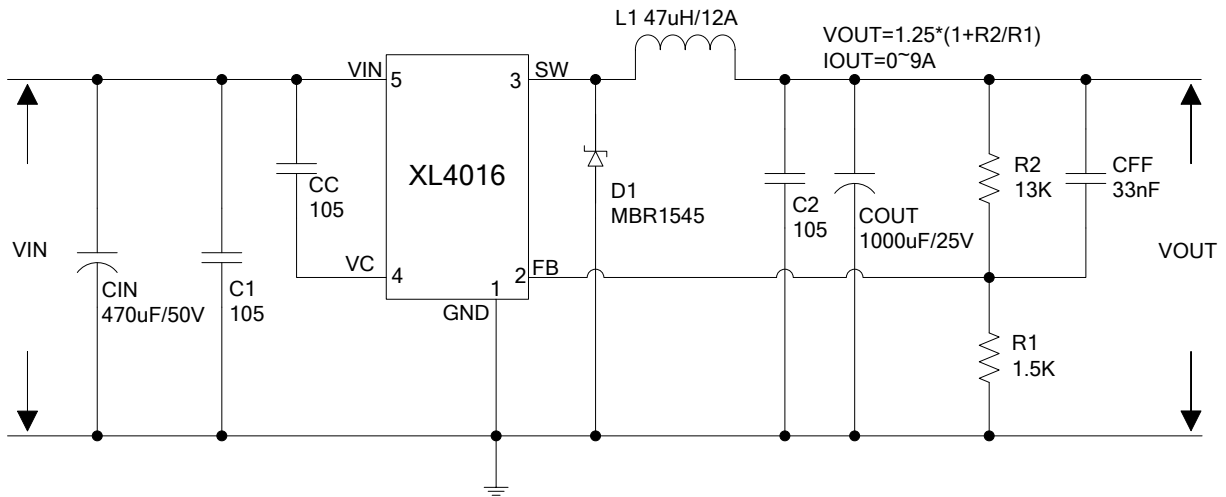 L1 47uH/12A
VOUT=1.25*(1+R2/R1)
IOUT=0~9A
VIN
5
3
SW
XL4016
CC
105
D1
MBR1545
C2
105
COUT
1000uF/25V
R2
13K
CFF
33nF
VIN
VC
4
2
FB
VOUT
CIN
470uF/50V
C1
105
1
GND
R1
1.5K